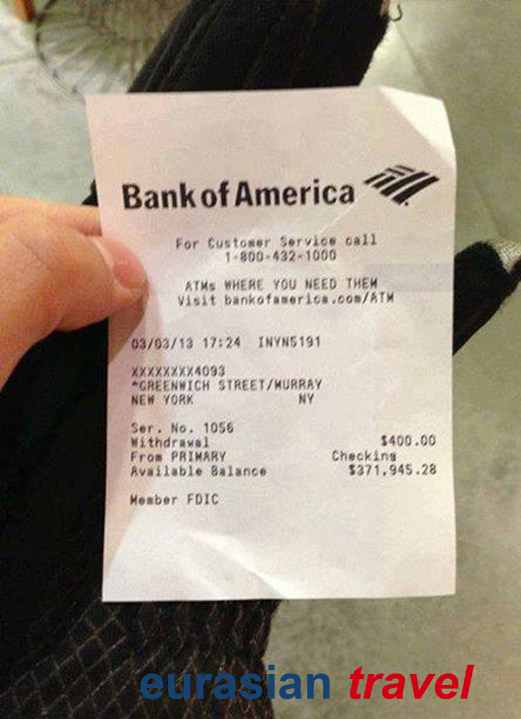 Bank of America
For Customer Service call
1-800-432-1000
ATMs WHERE YOU NEED THEM
Visit bankofamerica.com/ATM
03/03/13 17:24 INYN5191
XXXXXXXX4093
*GREENWICH STREET/MURRAY
NEW YORK NY
Ser. No. 1056
Withdrawal $400.00
From PRIMARY Checking
Available Balance $371,945.28
Member FDIC
eurasian travel